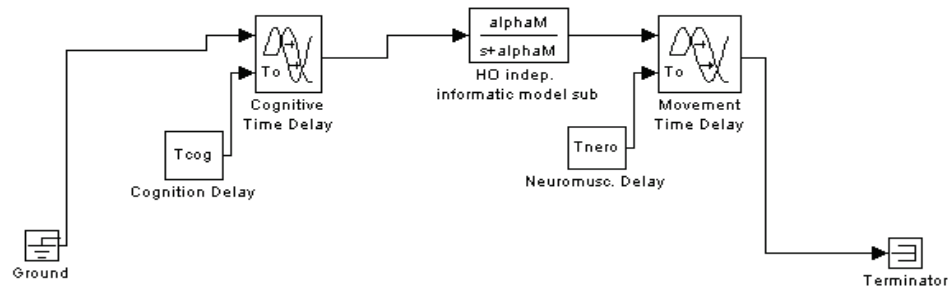 alphaM
s+alphaM
To
To
HO indep.
informatic model sub
Cognitive
Time Delay
Movement
Time Delay
Tcog
Tnero
Cognition Delay
Neuromusc. Delay
Ground
Terminator